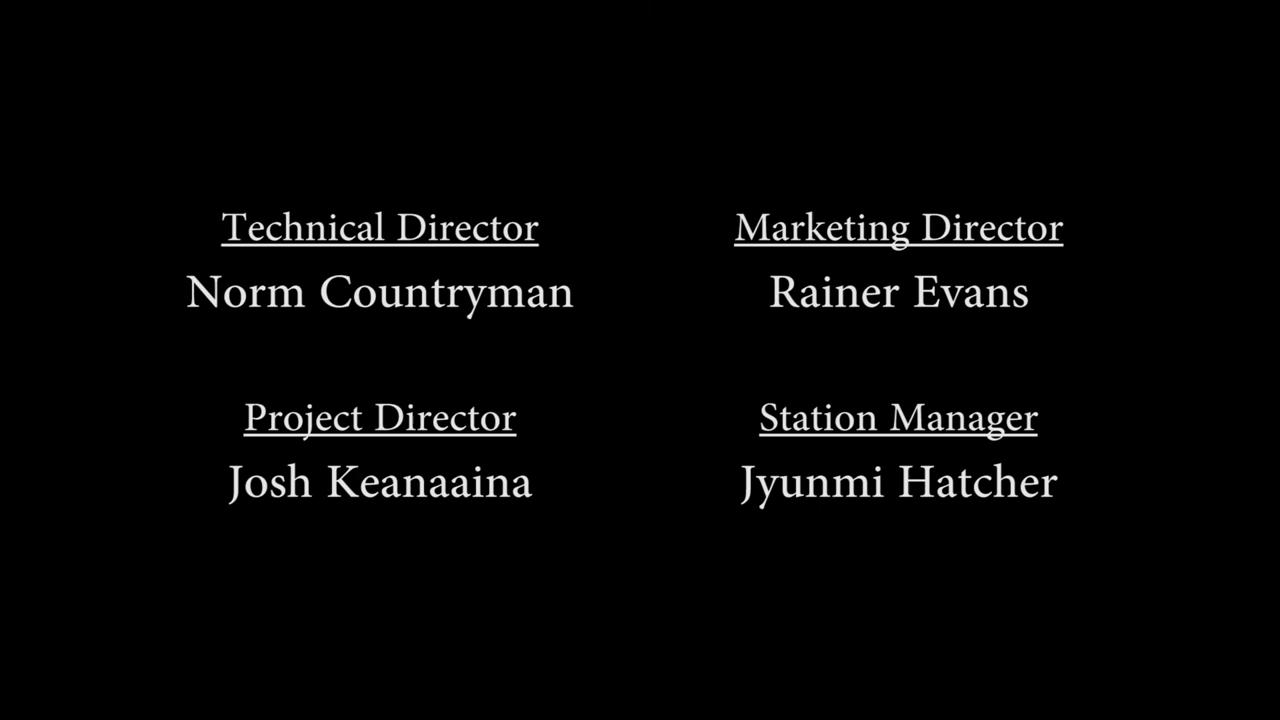 Technical Director
Norm Countryman
Marketing Director
Rainer Evans
Project Director
Josh Keanaaina
Station Manager
Jyunmi Hatcher